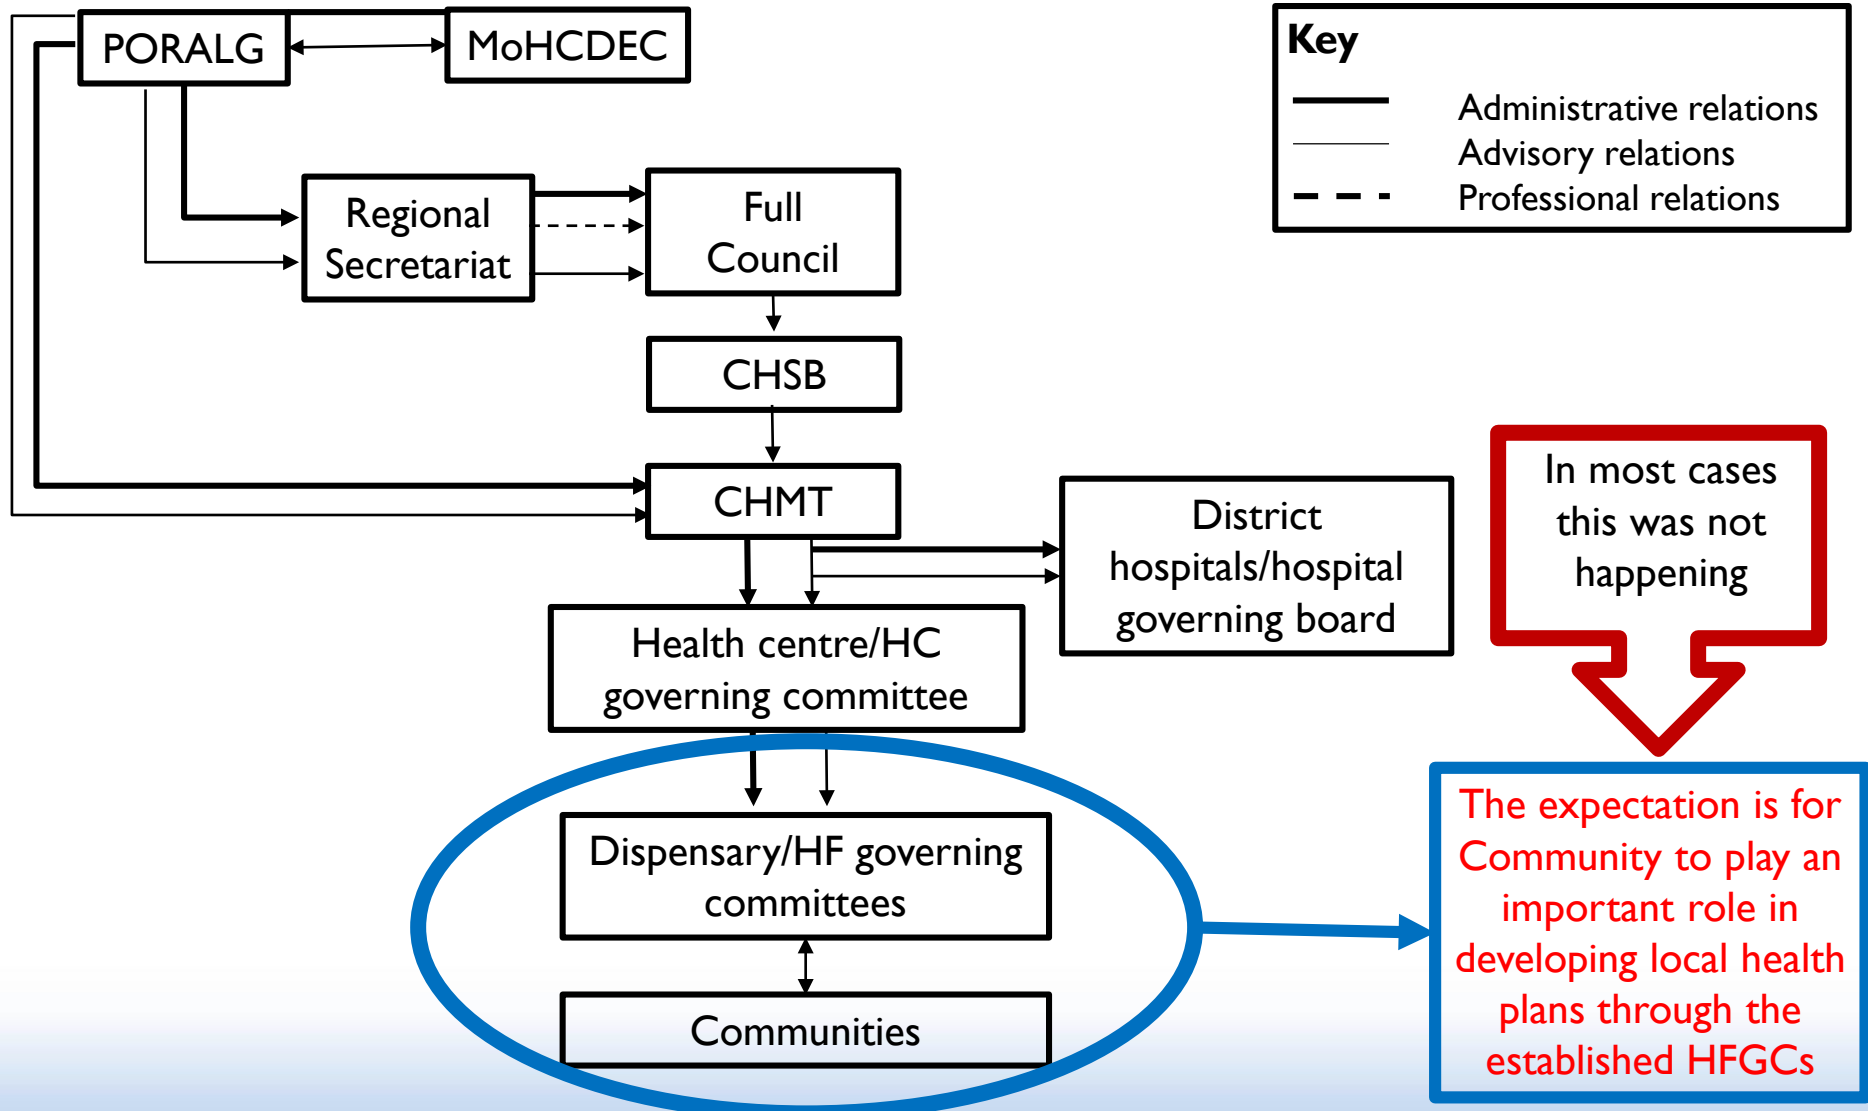 PORALG
MoHCDEC
Key
Administrative relations
Advisory relations
Professional relations
Regional
Secretariat
Full
Council
CHSB
CHMT
District
hospitals/hospital
governing board
In most cases
this was not
happening
Health centre/HC
governing committee
Dispensary/HF governing
committees
Communities
The expectation is for
Community to play an
important role in
developing local health
plans through the
established HFGCs